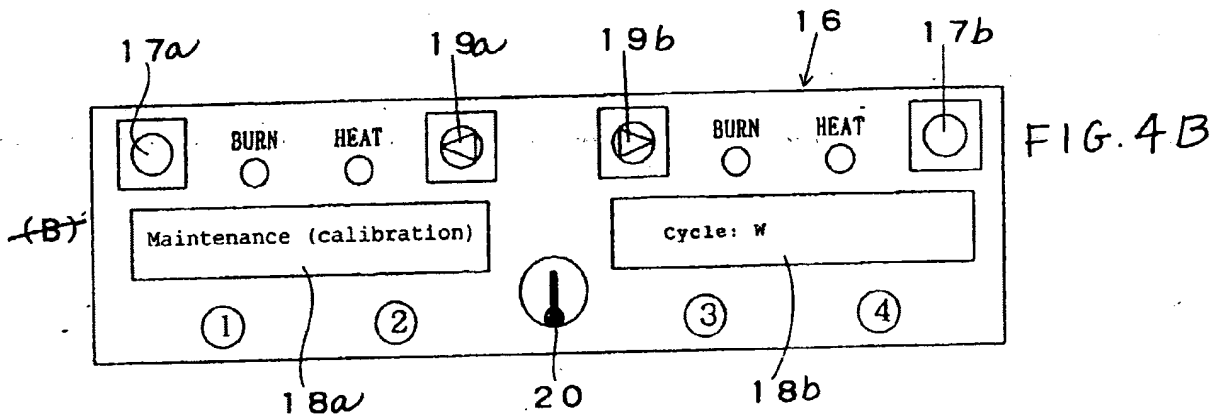 17a 19a 19b 16 17b
BURN HEAT BURN HEAT
FIG.4B
(B)
Maintenance (calibration) Cycle: W
① ② ③ ④
18a 20 18b